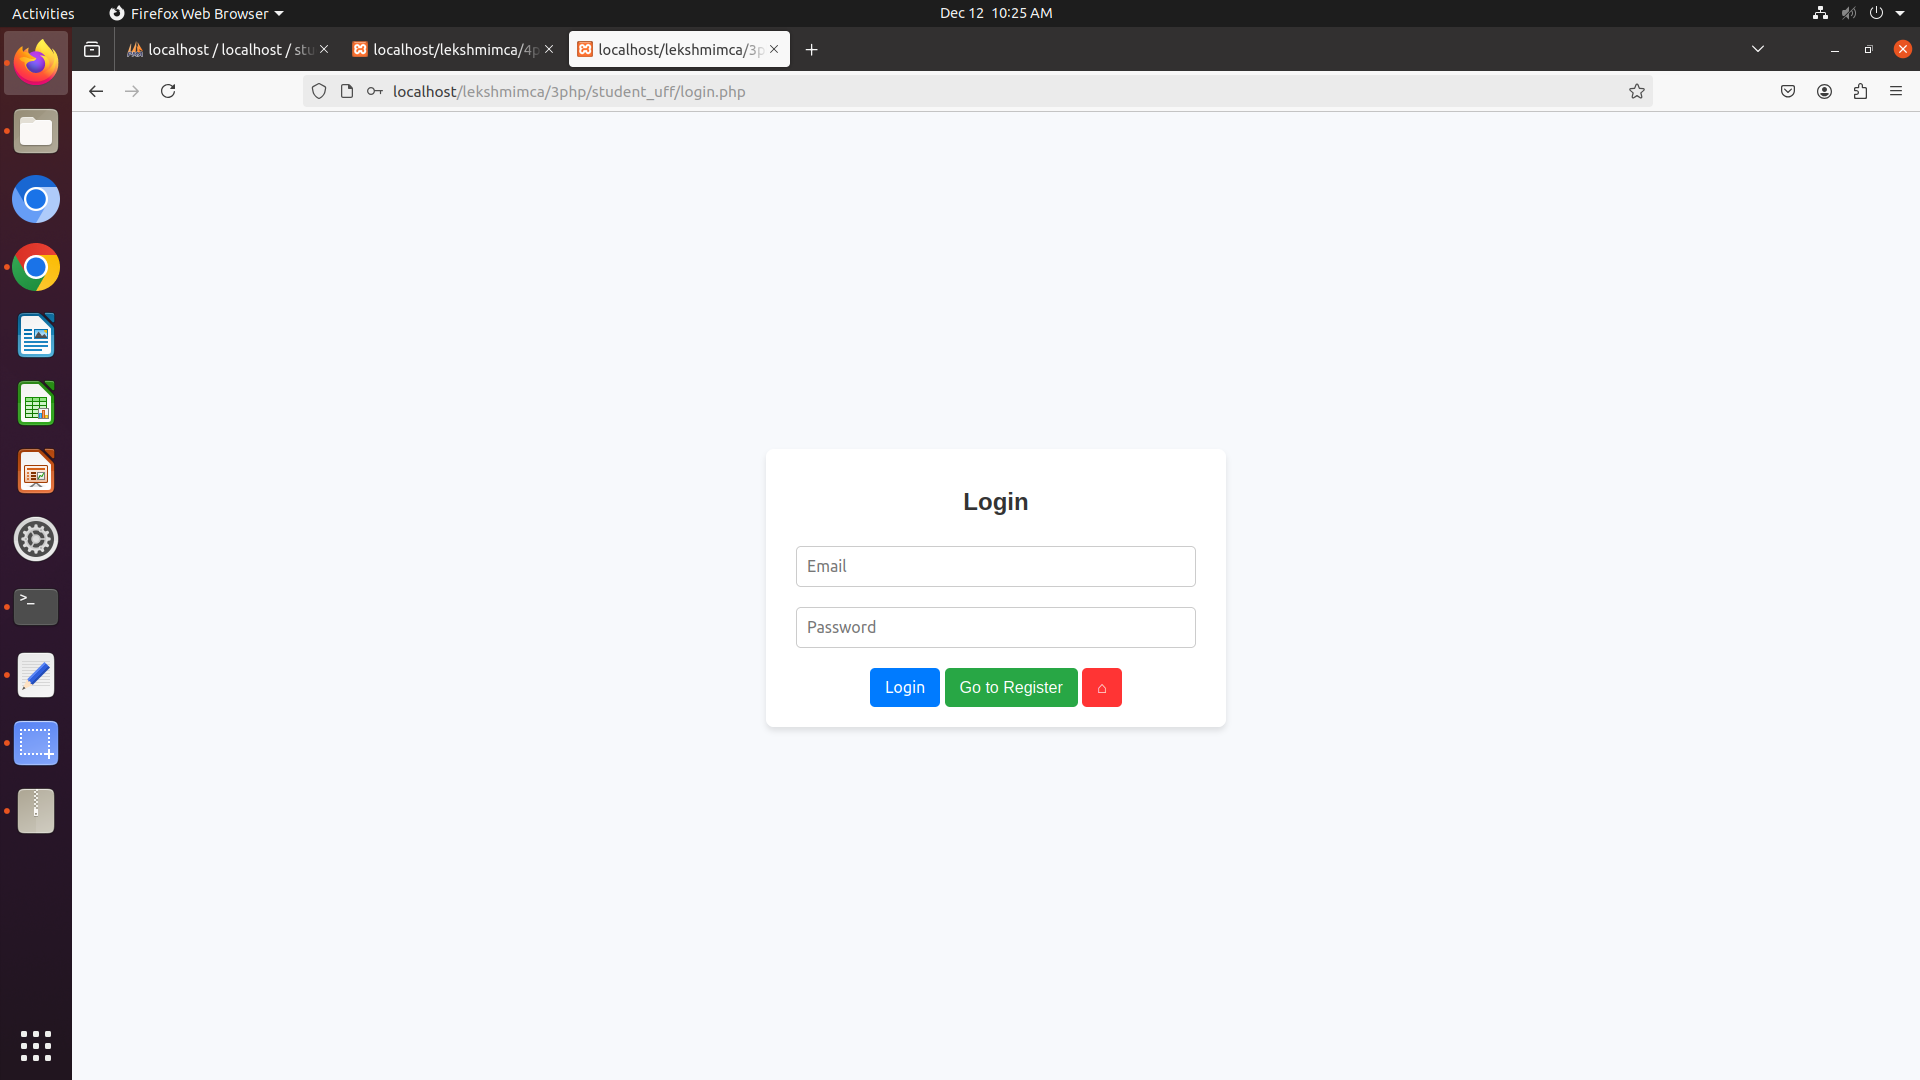 Activities
Firefox Web Browser
Dec 12 10:25 AM
localhost / localhost / stu
localhost/lekshmimca/4p
localhost/lekshmimca/3p
localhost/lekshmimca/3php/student_uff/login.php
Login
Email
Password
Login
Go to Register